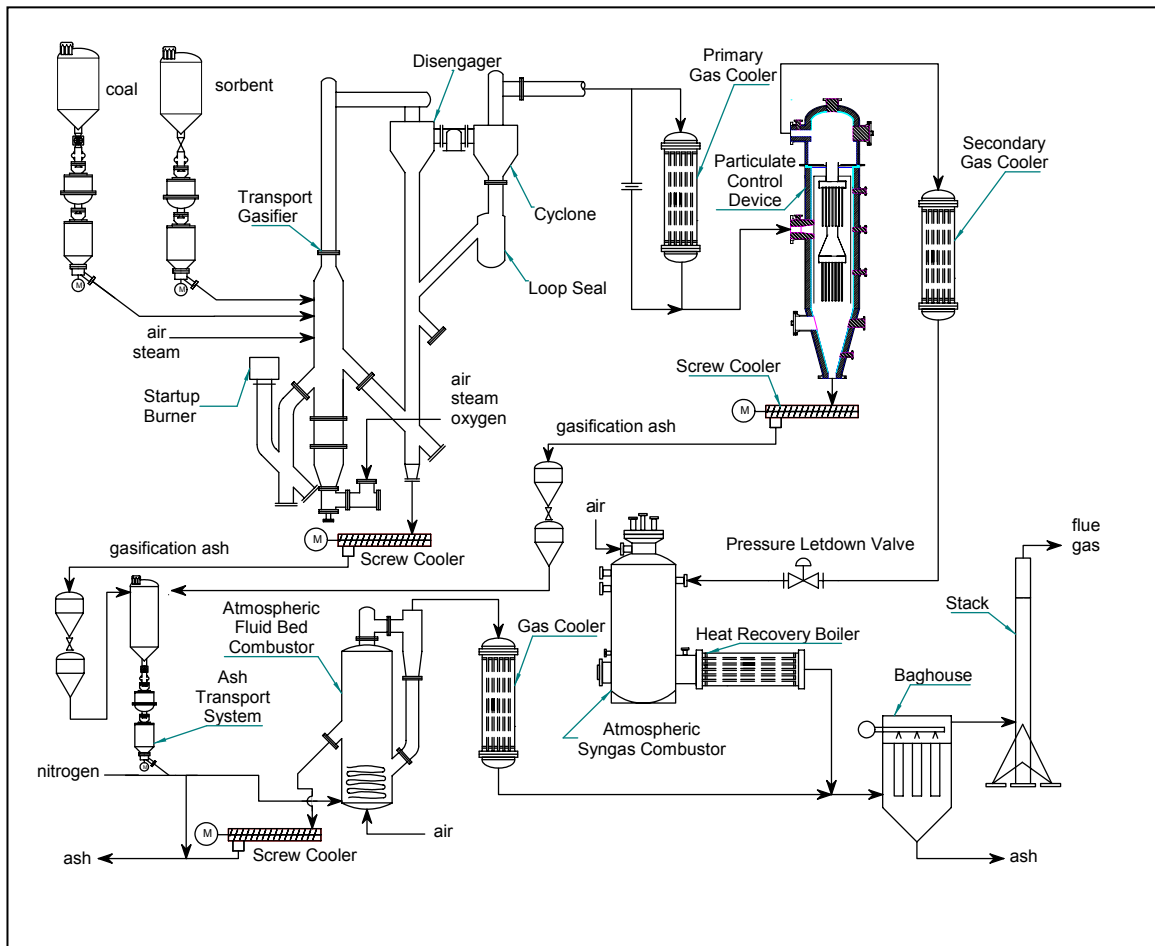 coal
sorbent
Disengager
Primary
Gas Cooler
Particulate
Control
Device
Secondary
Gas Cooler
Transport
Gasifier
Cyclone
Loop Seal
M
M
air
steam
Startup
Burner
air
steam
oxygen
Screw Cooler
M
gasification ash
M
Screw Cooler
gasification ash
air
Pressure Letdown Valve
flue
gas
Stack
Atmospheric
Fluid Bed
Combustor
Gas Cooler
Heat Recovery Boiler
Baghouse
Ash
Transport
System
Atmospheric
Syngas Combustor
nitrogen
M
air
Screw Cooler
ash
ash